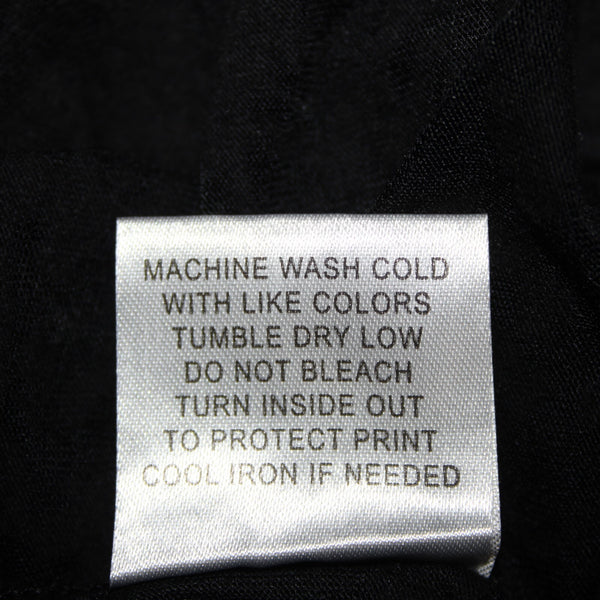 MACHINE WASH COLD
WITH LIKE COLORS
TUMBLE DRY LOW
DO NOT BLEACH
TURN INSIDE OUT
TO PROTECT PRINT
COOL IRON IF NEEDED